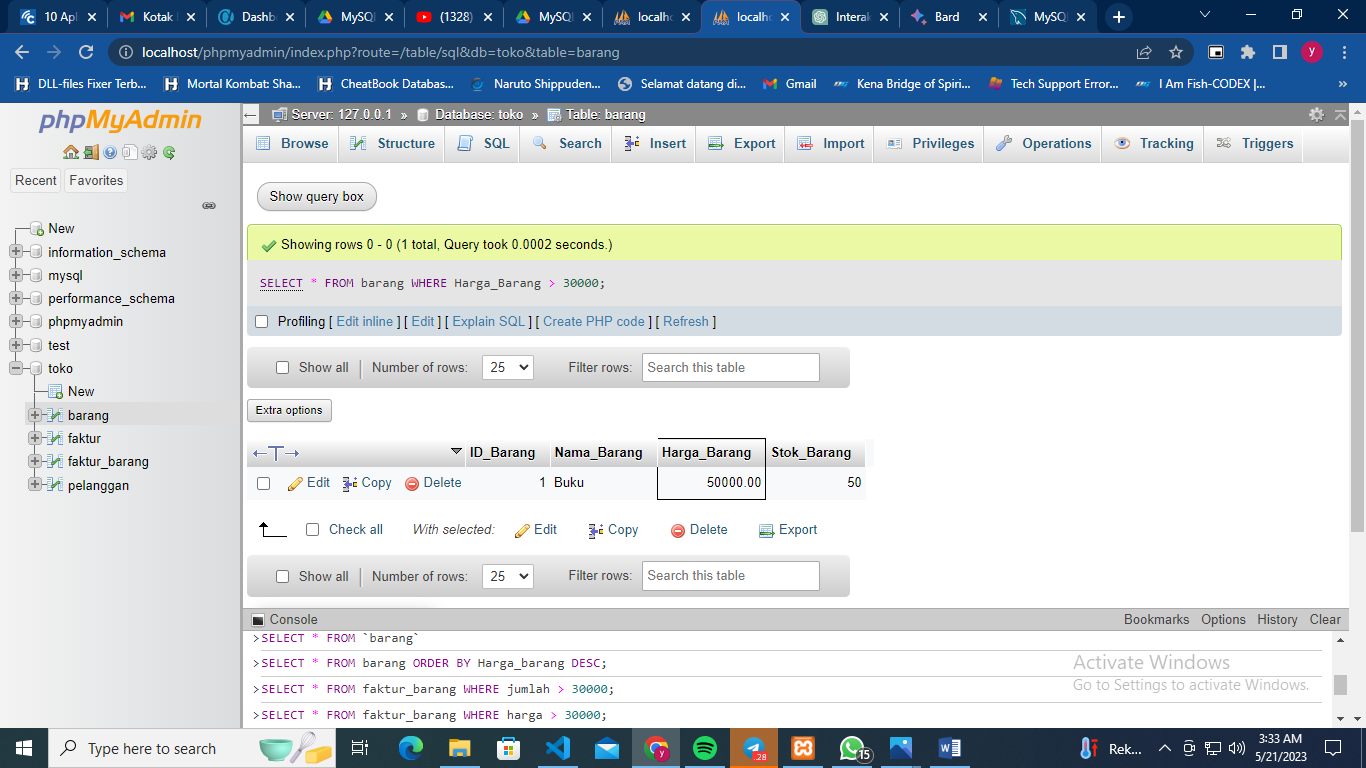 10 Apl
Kotak
Dashb
MySQL
(1328)
MySQL
localho
localho
Interak
Bard
MySQL
localhost/phpmyadmin/index.php?route=/table/sql&db=toko&table=barang
y
DLL-files Fixer Terb...
Mortal Kombat: Sha...
CheatBook Databas...
Naruto Shippuden...
Selamat datang di...
Gmail
Kena Bridge of Spiri...
Tech Support Error...
I Am Fish-CODEX |...
»
phpMyAdmin
Recent
Favorites
New
information_schema
mysql
performance_schema
phpmyadmin
test
toko
New
barang
faktur
faktur_barang
pelanggan
Server: 127.0.0.1 » Database: toko » Table: barang
Browse
Structure
SQL
Search
Insert
Export
Import
Privileges
Operations
Tracking
Triggers
Show query box
Showing rows 0 - 0 (1 total, Query took 0.0002 seconds.)
SELECT * FROM barang WHERE Harga_Barang > 30000;
Profiling [ Edit inline ] [ Edit ] [ Explain SQL ] [ Create PHP code ] [ Refresh ]
Show all
Number of rows:
25
Filter rows:
Search this table
Extra options
←T→ ID_Barang Nama_Barang Harga_Barang Stok_Barang
Edit Copy Delete 1 Buku 50000.00 50
Check all With selected: Edit Copy Delete Export
Show all
Number of rows:
25
Filter rows:
Search this table
Console
Bookmarks Options History Clear
>SELECT * FROM `barang`
>SELECT * FROM barang ORDER BY Harga_barang DESC;
>SELECT * FROM faktur_barang WHERE jumlah > 30000;
>SELECT * FROM faktur_barang WHERE harga > 30000;
Activate Windows
Go to Settings to activate Windows.
Type here to search
y
28
15
Rek...
3:33 AM
5/21/2023